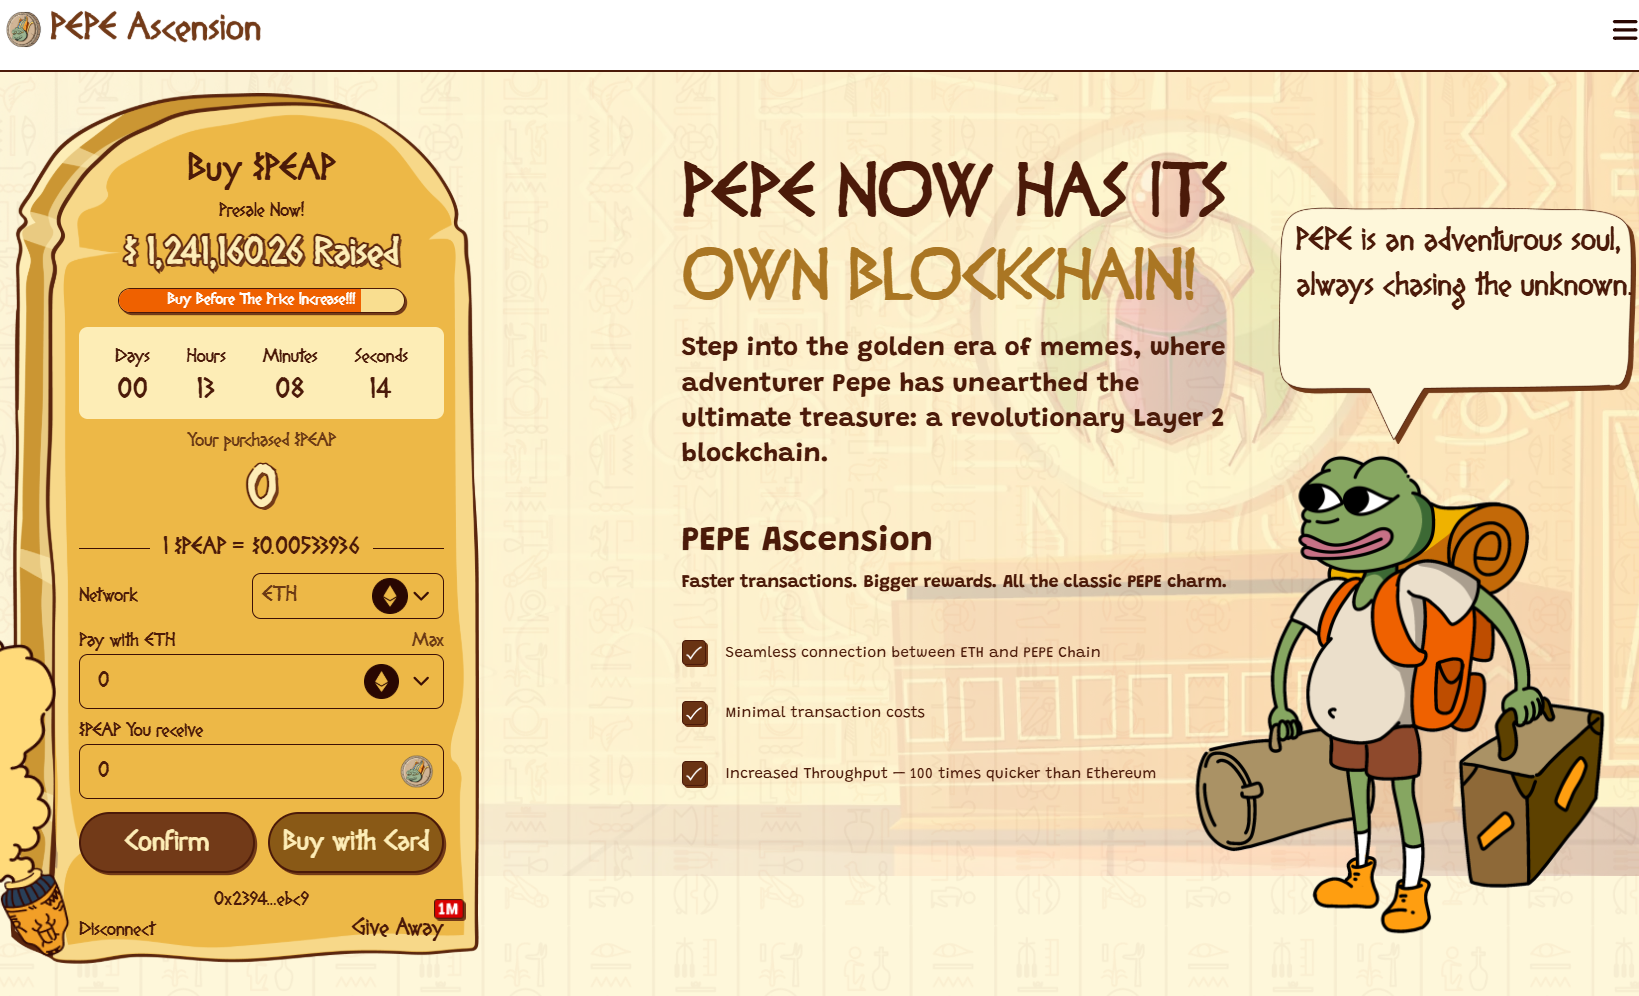 PEPE Ascension
Buy $PEAP
Presale Now!
$ 1,241,160.26 Raised
Buy Before The Price Increase!!!
Days Hours Minutes Seconds
00 13 08 14
Your purchased $PEAP
0
1 $PEAP = $0.00533936
Network ETH
Pay with ETH Max
0
$PEAP You receive
0
Confirm Buy with Card
0x2394...ebc9
1M
Disconnect Give Away
PEPE NOW HAS ITS
OWN BLOCKCHAIN!
Step into the golden era of memes, where
adventurer Pepe has unearthed the
ultimate treasure: a revolutionary Layer 2
blockchain.
PEPE Ascension
Faster transactions. Bigger rewards. All the classic PEPE charm.
Seamless connection between ETH and PEPE Chain
Minimal transaction costs
Increased Throughput — 100 times quicker than Ethereum
PEPE is an adventurous soul,
always chasing the unknown.